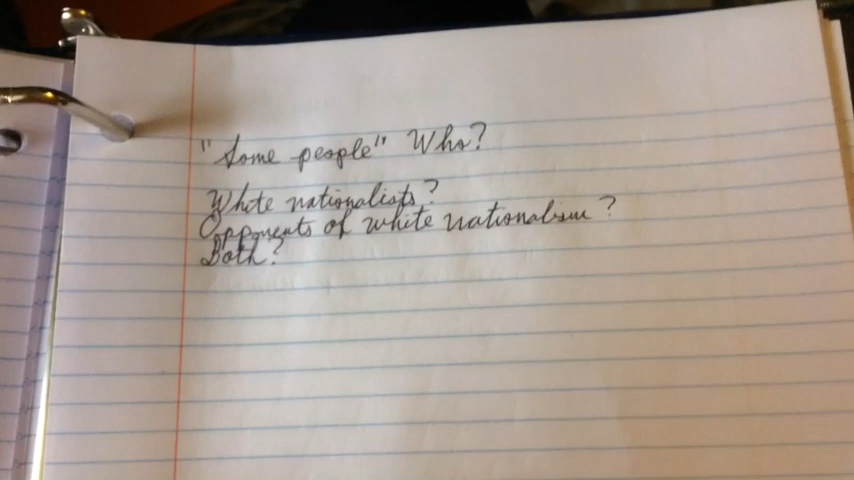 "Some people" Who?
White nationalists?
Opponents of white nationalism?
Both?